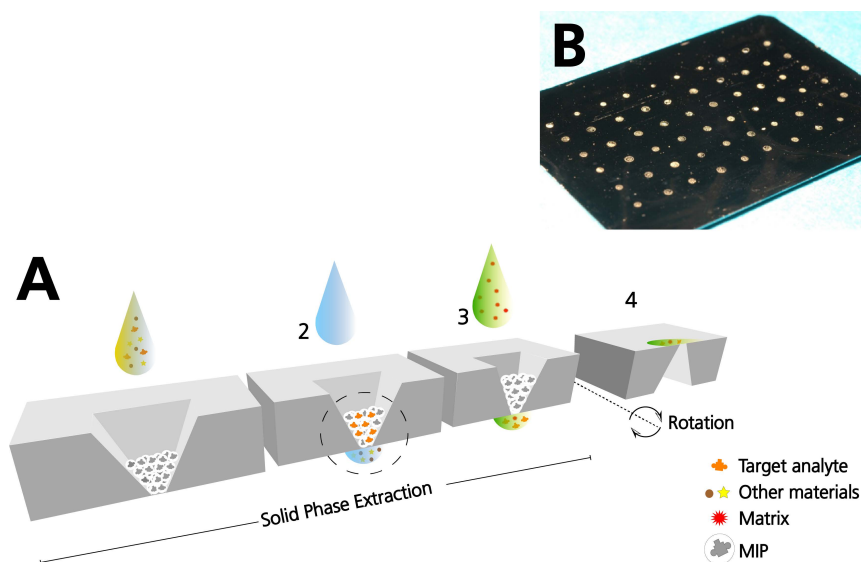 B
A
2
3
4
Rotation
Solid Phase Extraction
Target analyte
Other materials
Matrix
MIP